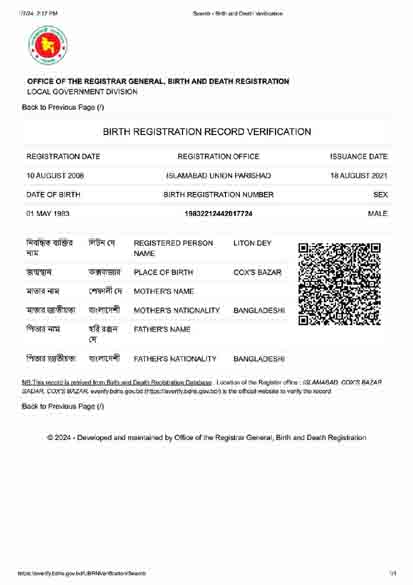 1/7/24, 2:17 PM Search - Birth and Death Verification
OFFICE OF THE REGISTRAR GENERAL, BIRTH AND DEATH REGISTRATION
LOCAL GOVERNMENT DIVISION
Back to Previous Page (/)
BIRTH REGISTRATION RECORD VERIFICATION
REGISTRATION DATE REGISTRATION OFFICE ISSUANCE DATE
10 AUGUST 2008 ISLAMABAD UNION PARISHAD 18 AUGUST 2021
DATE OF BIRTH BIRTH REGISTRATION NUMBER SEX
01 MAY 1983 19832212442017724 MALE
নিবন্ধিত ব্যক্তির নাম লিটন দে REGISTERED PERSON NAME LITON DEY
জন্মস্থান কক্সবাজার PLACE OF BIRTH COX'S BAZAR
মাতার নাম শেফালী দে MOTHER'S NAME
মাতার জাতীয়তা বাংলাদেশী MOTHER'S NATIONALITY BANGLADESHI
পিতার নাম হরি রঞ্জন দে FATHER'S NAME
পিতার জাতীয়তা বাংলাদেশী FATHER'S NATIONALITY BANGLADESHI
NB:This record is retrived from Birth and Death Registration Database . Location of the Register office : ISLAMABAD, COX'S BAZAR
SADAR, COX'S BAZAR. everify.bdris.gov.bd (https://everify.bdris.gov.bd/) is the official website to verify the record
Back to Previous Page (/)
© 2024 - Developed and maintained by Office of the Registrar General, Birth and Death Registration
https://everify.bdris.gov.bd/UBRNVerification/Search 1/1